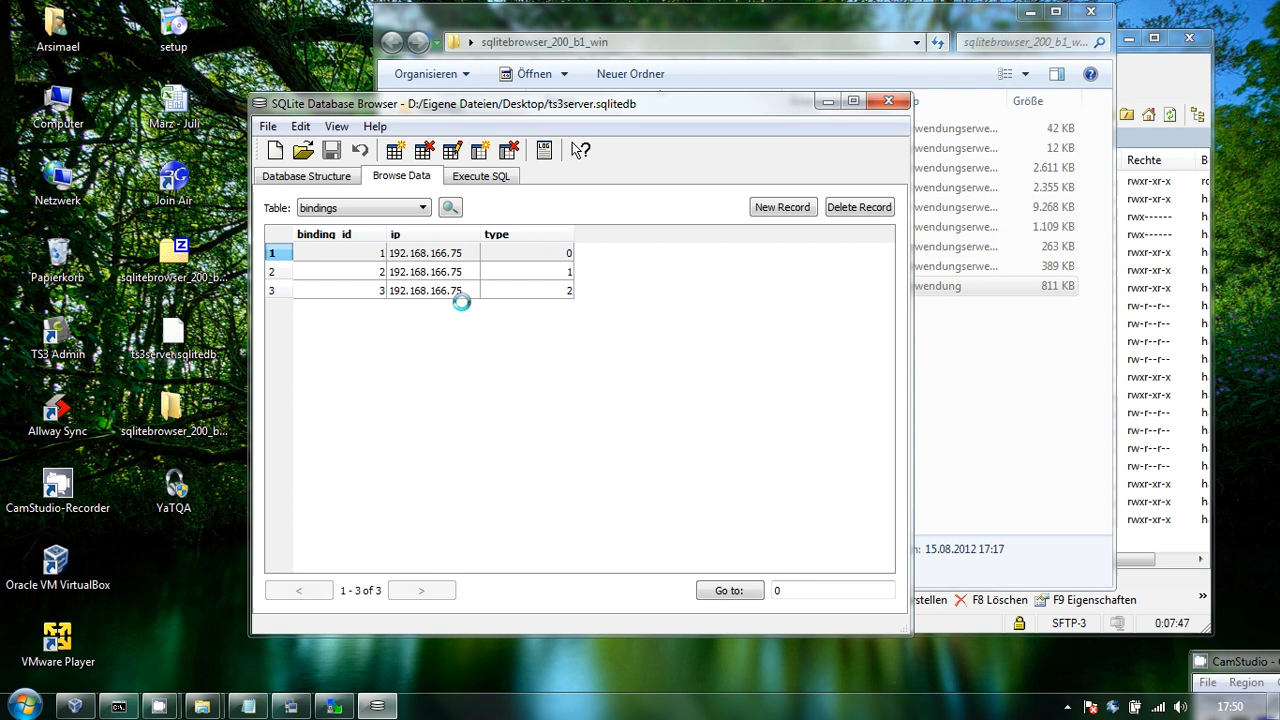 Arsimael
setup
Computer
März - Juli
Netzwerk
Join Air
Papierkorb
sqlitebrowser_200_b...
TS3 Admin
ts3server.sqlitedb
Allway Sync
sqlitebrowser_200_b...
CamStudio-Recorder
YaTQA
Oracle VM VirtualBox
VMware Player
sqlitebrowser_200_b1_win
sqlitebrowser_200_b1_w...
Organisieren
Öffnen
Neuer Ordner
SQLite Database Browser - D:/Eigene Dateien/Desktop/ts3server.sqlitedb
File Edit View Help
LOG
Database Structure
Browse Data
Execute SQL
Table:
bindings
New Record
Delete Record
binding_id ip type
1 1 192.168.166.75 0
2 2 192.168.166.75 1
3 3 192.168.166.75 2
<
1 - 3 of 3
>
Go to:
0
Größe
wendungserwe... 42 KB
wendungserwe... 12 KB
wendungserwe... 2.611 KB
wendungserwe... 2.355 KB
wendungserwe... 9.268 KB
wendungserwe... 1.109 KB
wendungserwe... 263 KB
wendungserwe... 389 KB
wendung 811 KB
15.08.2012 17:17
Rechte B
rwxr-xr-x
rwxr-xr-x h
rwx------ h
rwx------ h
rwxr-xr-x h
rwxr-xr-x h
rw-r--r-- h
rw-r--r-- h
rw-r--r-- h
rw-r--r-- h
rw-r--r-- h
rwxr-xr-x h
rwxr-xr-x h
rw-r--r-- h
rw-r--r-- h
rwxr-xr-x h
rw-r--r-- h
rwxr-xr-x h
rwxr-xr-x h
rwxr-xr-x h
stellen
F8 Löschen
F9 Eigenschaften
SFTP-3
0:07:47
CamStudio -
File Region
17:50